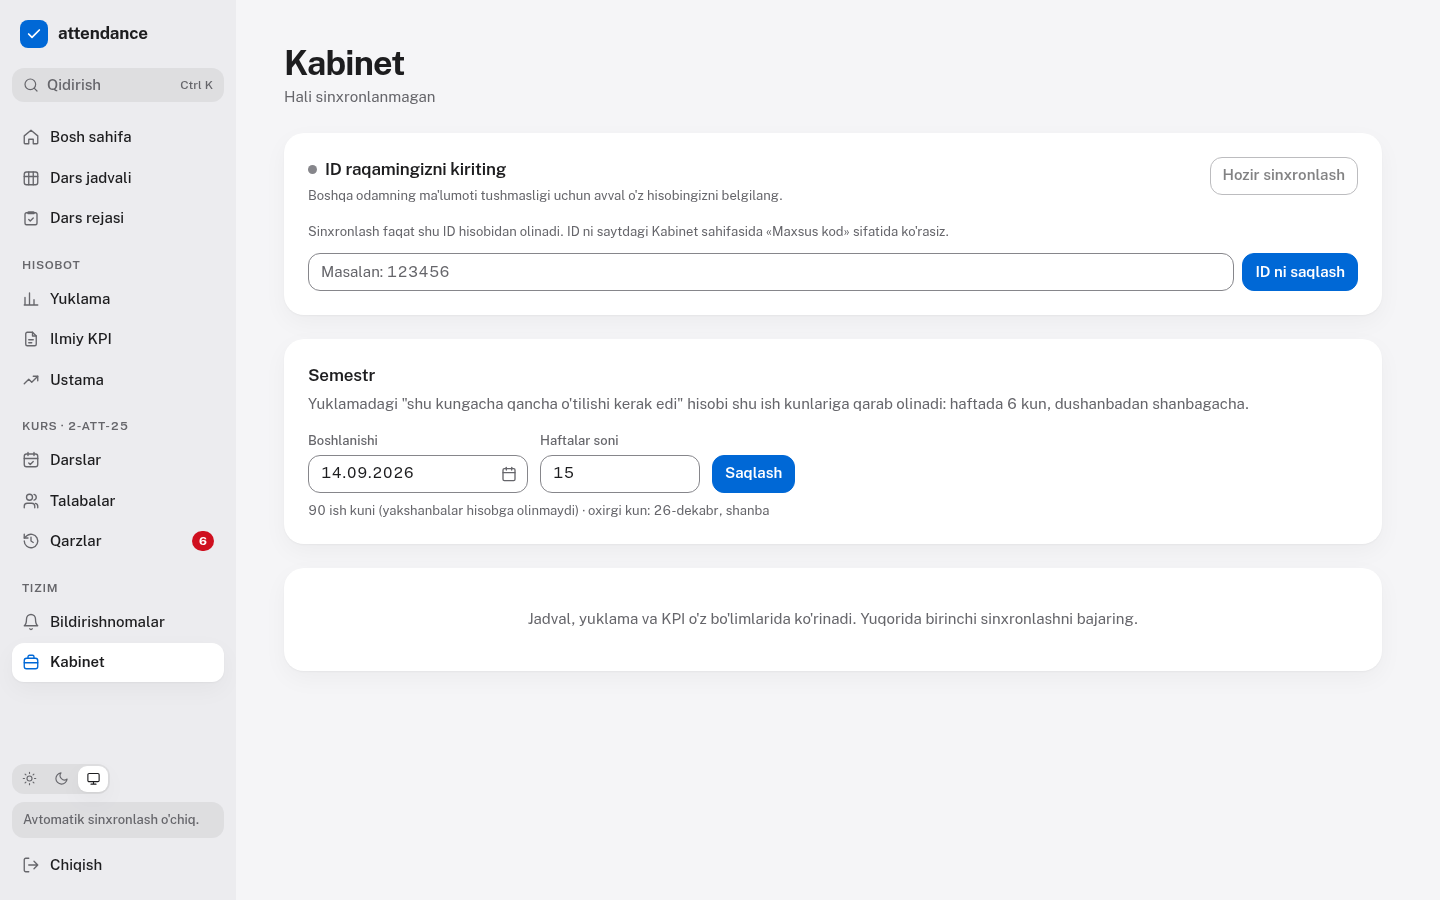 attendance
Qidirish Ctrl K
Bosh sahifa
Dars jadvali
Dars rejasi
HISOBOT
Yuklama
Ilmiy KPI
Ustama
KURS · 2-ATT-25
Darslar
Talabalar
Qarzlar 6
TIZIM
Bildirishnomalar
Kabinet
Avtomatik sinxronlash o'chiq.
Chiqish
Kabinet
Hali sinxronlanmagan
ID raqamingizni kiriting
Hozir sinxronlash
Boshqa odamning ma'lumoti tushmasligi uchun avval o'z hisobingizni belgilang.
Sinxronlash faqat shu ID hisobidan olinadi. ID ni saytdagi Kabinet sahifasida «Maxsus kod» sifatida ko'rasiz.
Masalan: 123456
ID ni saqlash
Semestr
Yuklamadagi "shu kungacha qancha o'tilishi kerak edi" hisobi shu ish kunlariga qarab olinadi: haftada 6 kun, dushanbadan shanbagacha.
Boshlanishi Haftalar soni
14.09.2026 15 Saqlash
90 ish kuni (yakshanbalar hisobga olinmaydi) · oxirgi kun: 26-dekabr, shanba
Jadval, yuklama va KPI o'z bo'limlarida ko'rinadi. Yuqorida birinchi sinxronlashni bajaring.